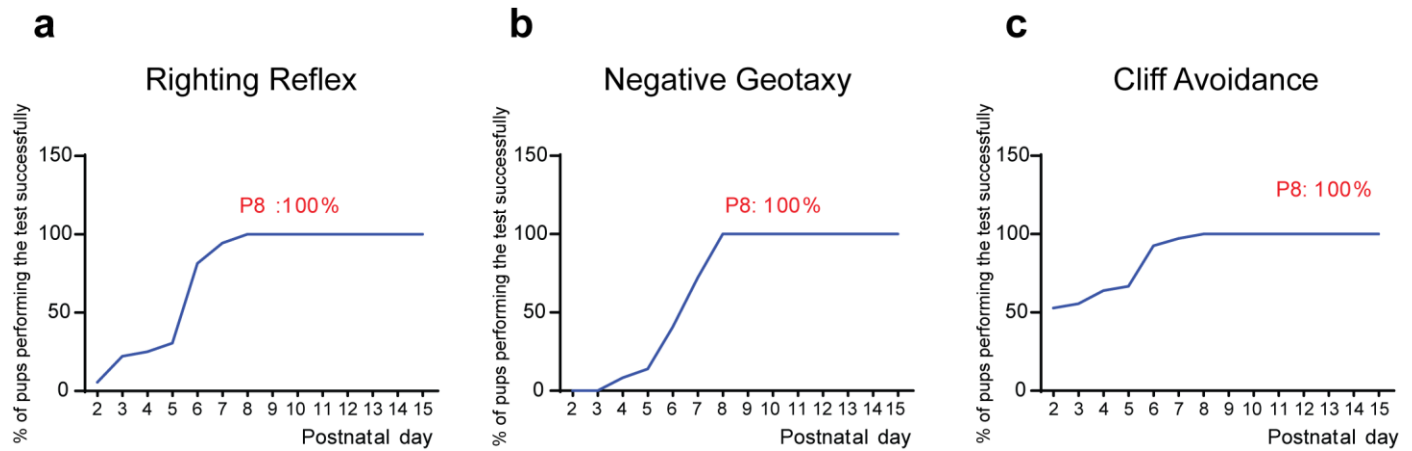 a
Righting Reflex
% of pups performing the test successfully
150
100
50
0
P8 :100%
2 3 4 5 6 7 8 9 10 11 12 13 14 15
Postnatal day
b
Negative Geotaxy
% of pups performing the test successfully
150
100
50
0
P8: 100%
2 3 4 5 6 7 8 9 10 11 12 13 14 15
Postnatal day
c
Cliff Avoidance
% of pups performing the test successfully
150
100
50
0
P8: 100%
2 3 4 5 6 7 8 9 10 11 12 13 14 15
Postnatal day